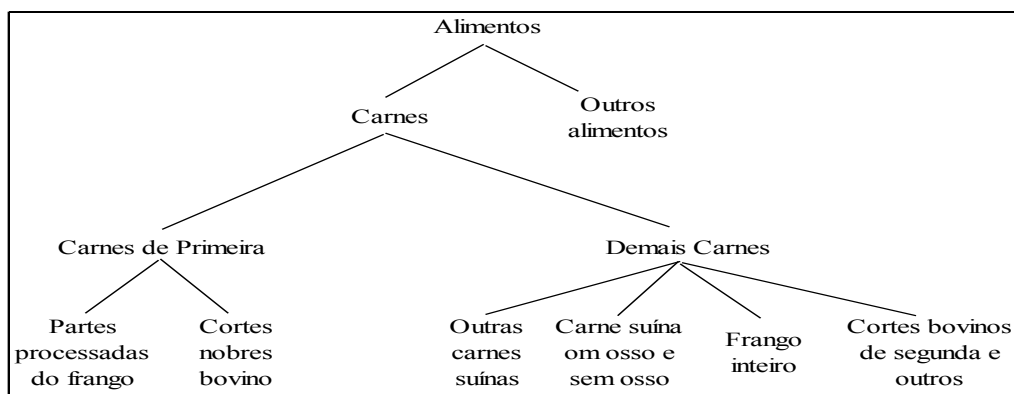 Alimentos
Carnes
Outros
alimentos
Carnes de Primeira
Demais Carnes
Partes
processadas
do frango
Cortes
nobres
bovino
Outras
carnes
suínas
Carne suína
om osso e
sem osso
Frango
inteiro
Cortes bovinos
de segunda e
outros